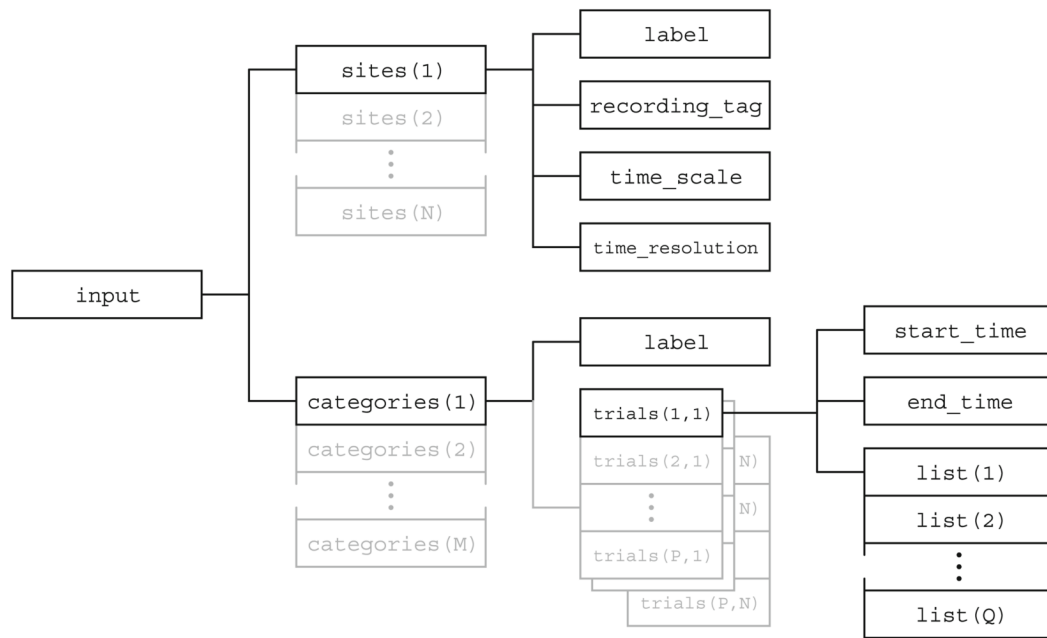 label
sites(1)
sites(2)
sites(N)
recording_tag
time_scale
time_resolution
input
label
categories(1)
categories(2)
categories(M)
trials(1,1)
trials(2,1)
N)
N)
trials(P,1)
trials(P,N)
start_time
end_time
list(1)
list(2)
list(Q)